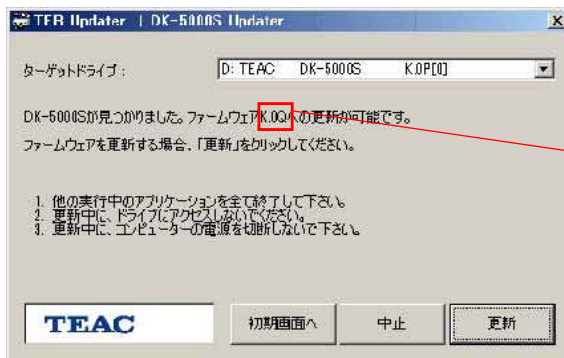 TER Updater | DK-5000S Updater
ターゲットドライブ： D: TEAC DK-5000S K.0P[0]
DK-5000Sが見つかりました。ファームウェアK.0Qへの更新が可能です。
ファームウェアを更新する場合、「更新」をクリックしてください。
1. 他の実行中のアプリケーションを全て終了して下さい。
2. 更新中に、ドライブにアクセスしないでください。
3. 更新中に、コンピューターの電源を切断しないで下さい。
TEAC 初期画面へ 中止 更新